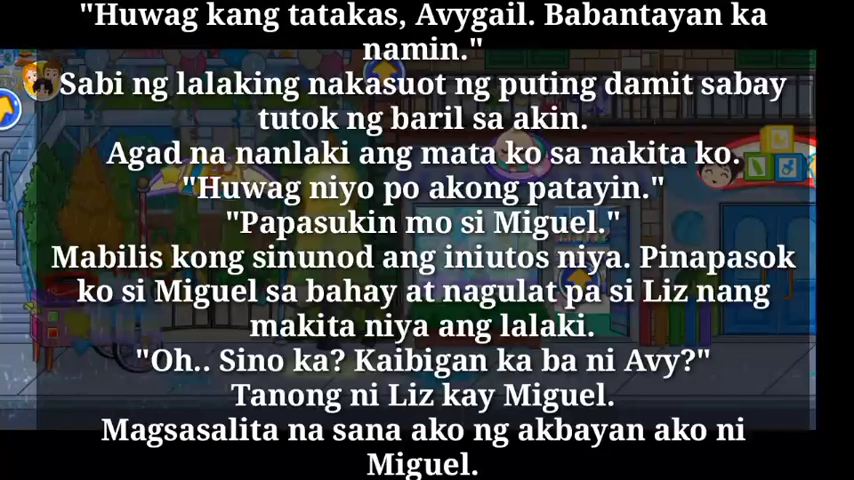 "Huwag kang tatakas, Avygail. Babantayan ka
namin."
Sabi ng lalaking nakasuot ng puting damit sabay
tutok ng baril sa akin.
Agad na nanlaki ang mata ko sa nakita ko.
"Huwag niyo po akong patayin."
"Papasukin mo si Miguel."
Mabilis kong sinunod ang iniutos niya. Pinapasok
ko si Miguel sa bahay at nagulat pa si Liz nang
makita niya ang lalaki.
"Oh.. Sino ka? Kaibigan ka ba ni Avy?"
Tanong ni Liz kay Miguel.
Magsasalita na sana ako ng akbayan ako ni
Miguel.